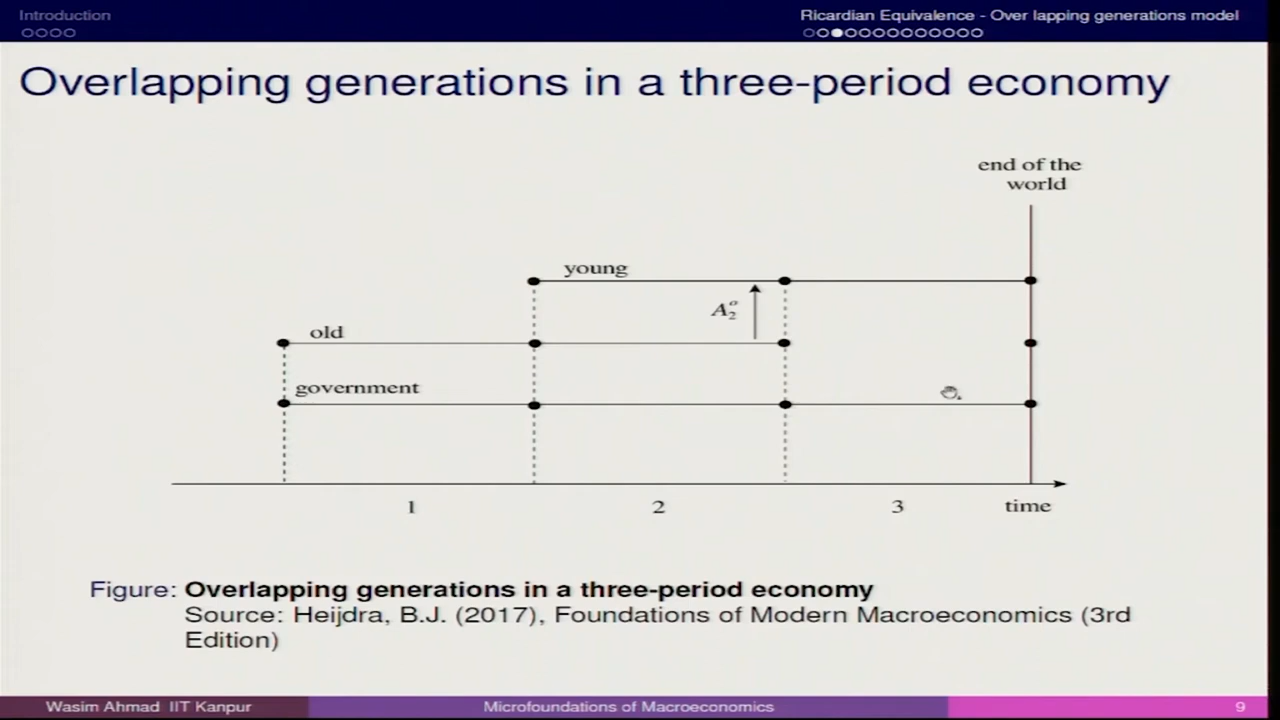 Introduction
Ricardian Equivalence - Over lapping generations model
Overlapping generations in a three-period economy
end of the
world
young
A₂ᵒ
old
government
1 2 3 time
Figure: Overlapping generations in a three-period economy
Source: Heijdra, B.J. (2017), Foundations of Modern Macroeconomics (3rd
Edition)
Wasim Ahmad IIT Kanpur Microfoundations of Macroeconomics 9